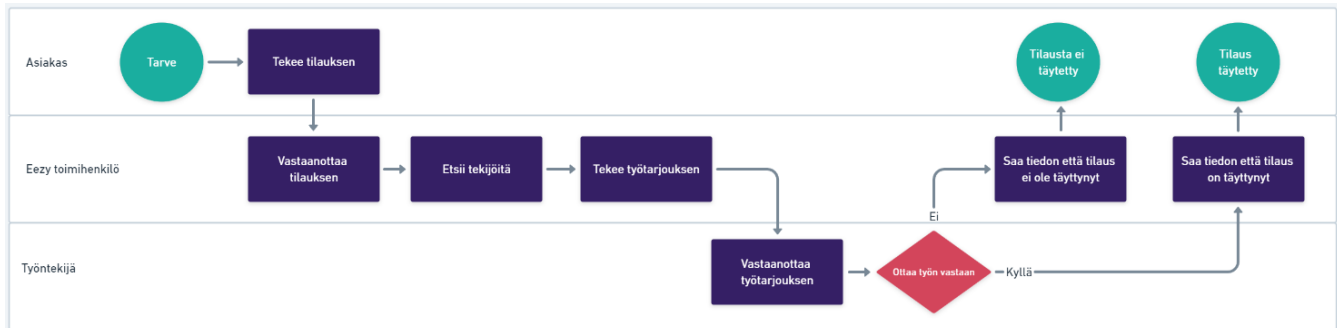 Asiakas
Tarve
Tekee tilauksen
Tilausta ei
täytetty
Tilaus
täytetty
Eezy toimihenkilö
Vastaanottaa
tilauksen
Etsii tekijöitä
Tekee työtarjouksen
Saa tiedon että tilaus
ei ole täyttynyt
Saa tiedon että tilaus
on täyttynyt
Ei
Työntekijä
Vastaanottaa
työtarjouksen
Ottaa työn vastaan
Kyllä